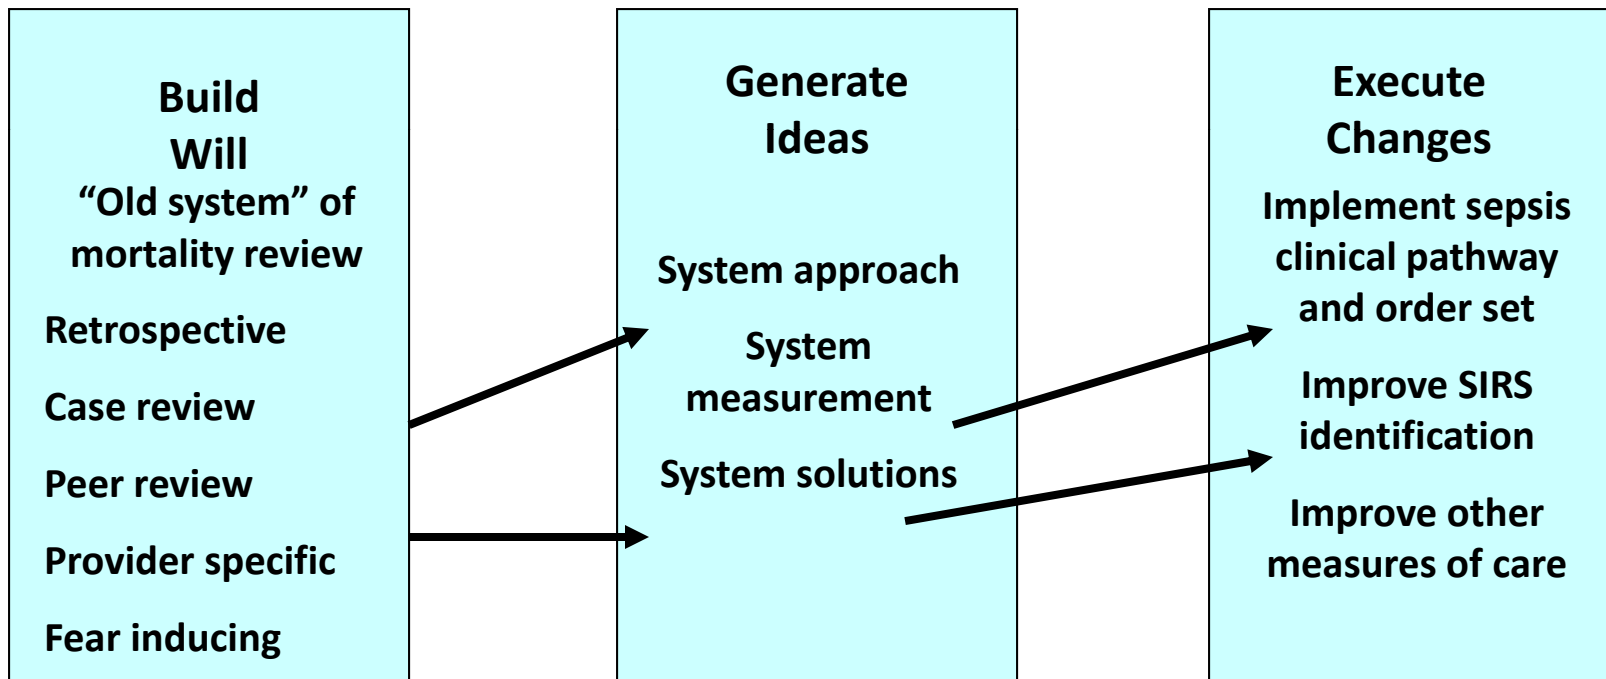 Build
Will
“Old system” of
mortality review
Retrospective
Case review
Peer review
Provider specific
Fear inducing
Generate
Ideas
System approach
System
measurement
System solutions
Execute
Changes
Implement sepsis
clinical pathway
and order set
Improve SIRS
identification
Improve other
measures of care